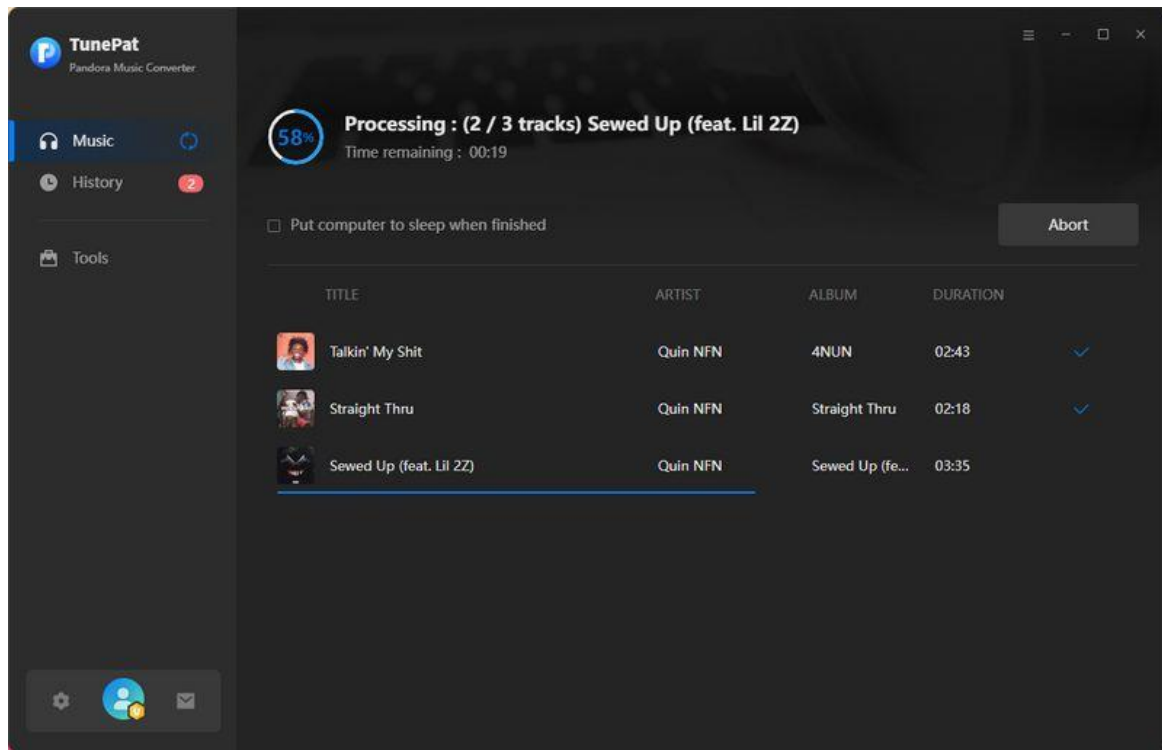 TunePat
Pandora Music Converter
Music
History 2
Tools
58%
Processing : (2 / 3 tracks) Sewed Up (feat. Lil 2Z)
Time remaining : 00:19
Put computer to sleep when finished
Abort
TITLE ARTIST ALBUM DURATION
Talkin' My Shit Quin NFN 4NUN 02:43
Straight Thru Quin NFN Straight Thru 02:18
Sewed Up (feat. Lil 2Z) Quin NFN Sewed Up (fe... 03:35